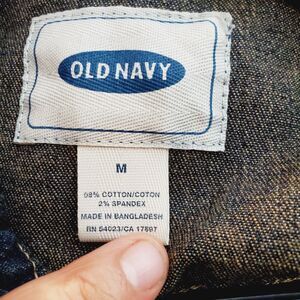 OLD NAVY
M
98% COTTON/COTON
2% SPANDEX
MADE IN BANGLADESH
RN 54023/CA 17897